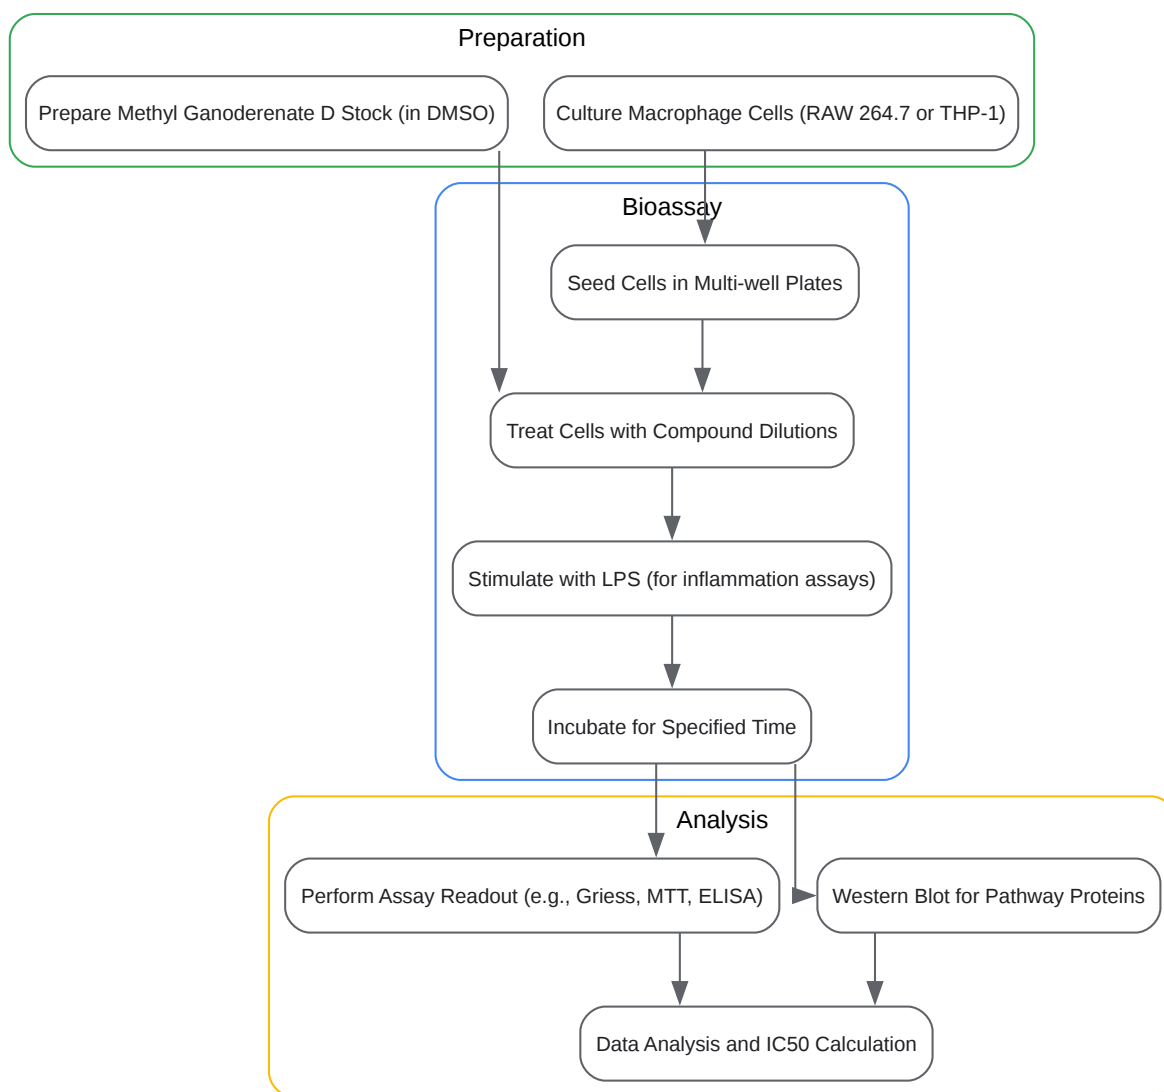 Preparation
Prepare Methyl Ganoderenate D Stock (in DMSO)
Culture Macrophage Cells (RAW 264.7 or THP-1)
Bioassay
Seed Cells in Multi-well Plates
Treat Cells with Compound Dilutions
Stimulate with LPS (for inflammation assays)
Incubate for Specified Time
Analysis
Perform Assay Readout (e.g., Griess, MTT, ELISA)
Western Blot for Pathway Proteins
Data Analysis and IC50 Calculation